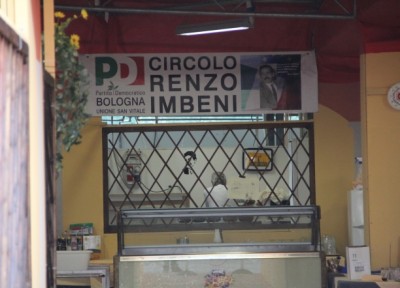 PD
Partito Democratico
BOLOGNA
UNIONE SAN VITALE
CIRCOLO
RENZO
IMBENI